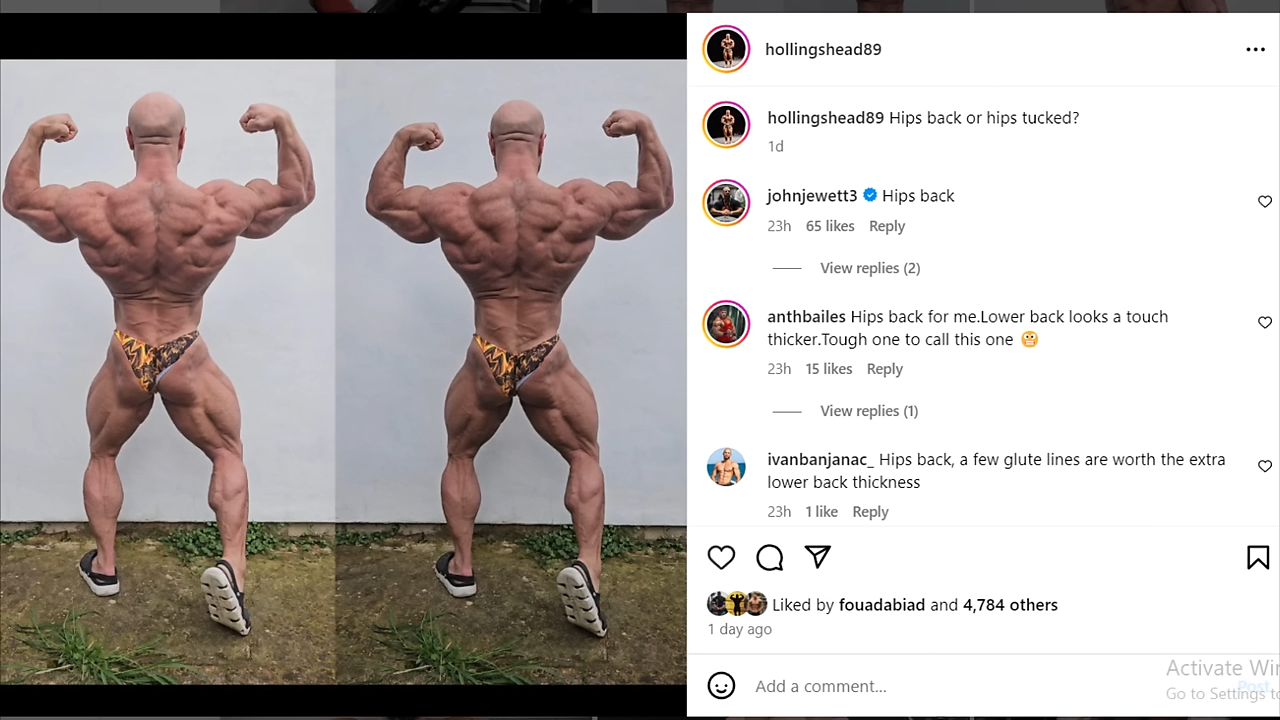 hollingshead89
hollingshead89 Hips back or hips tucked?
1d
johnjewett3 Hips back
23h 65 likes Reply
View replies (2)
anthbailes Hips back for me.Lower back looks a touch
thicker.Tough one to call this one 😬
23h 15 likes Reply
View replies (1)
ivanbanjanac_ Hips back, a few glute lines are worth the extra
lower back thickness
23h 1 like Reply
Liked by fouadabiad and 4,784 others
1 day ago
Add a comment...
Post
Activate Win
Go to Settings to